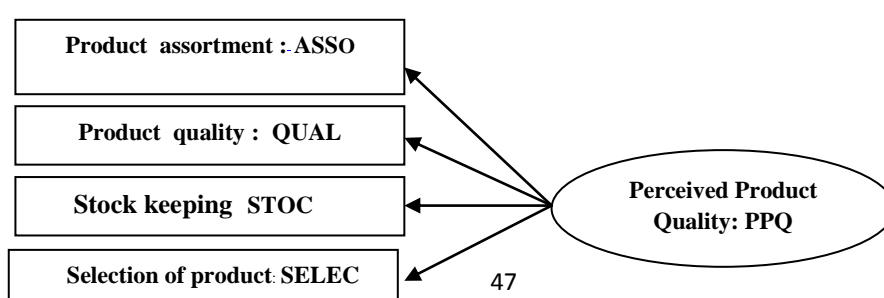 Product assortment : ASSO
Product quality : QUAL
Stock keeping STOC
Perceived Product
Quality: PPQ
Selection of product: SELEC
47